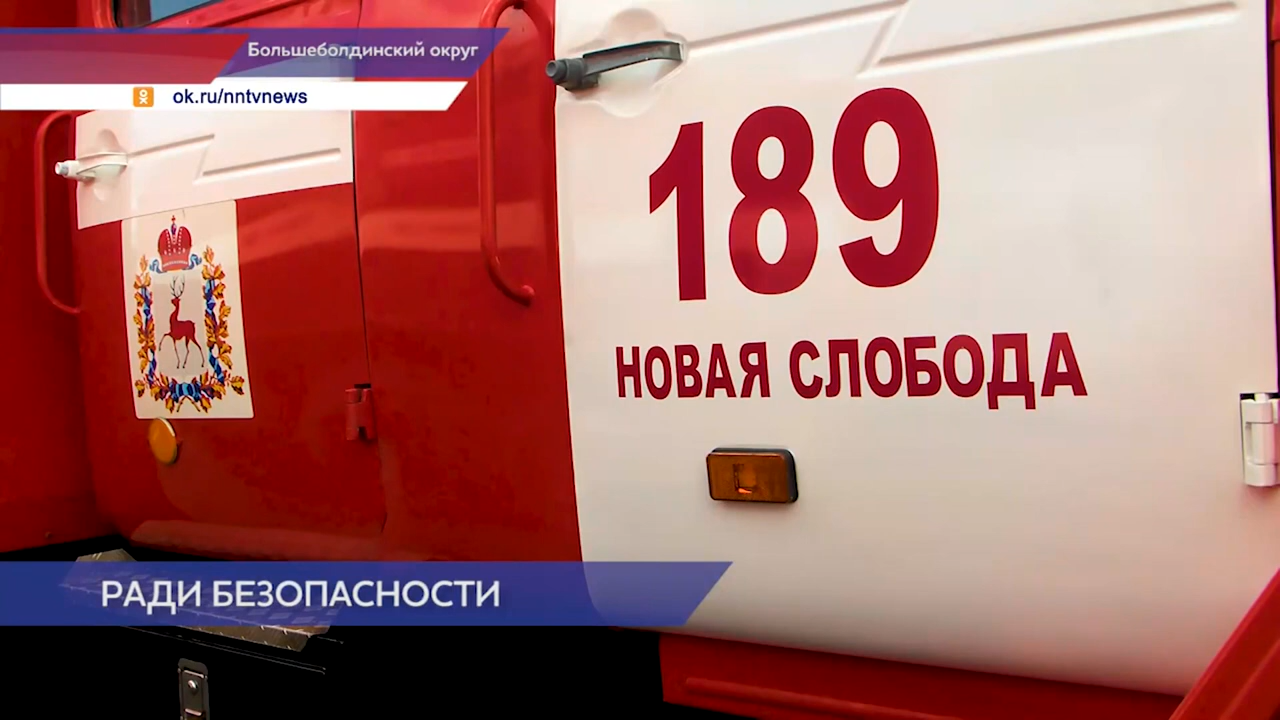 Большеболдинский округ
ok.ru/nntvnews
189
НОВАЯ СЛОБОДА
РАДИ БЕЗОПАСНОСТИ